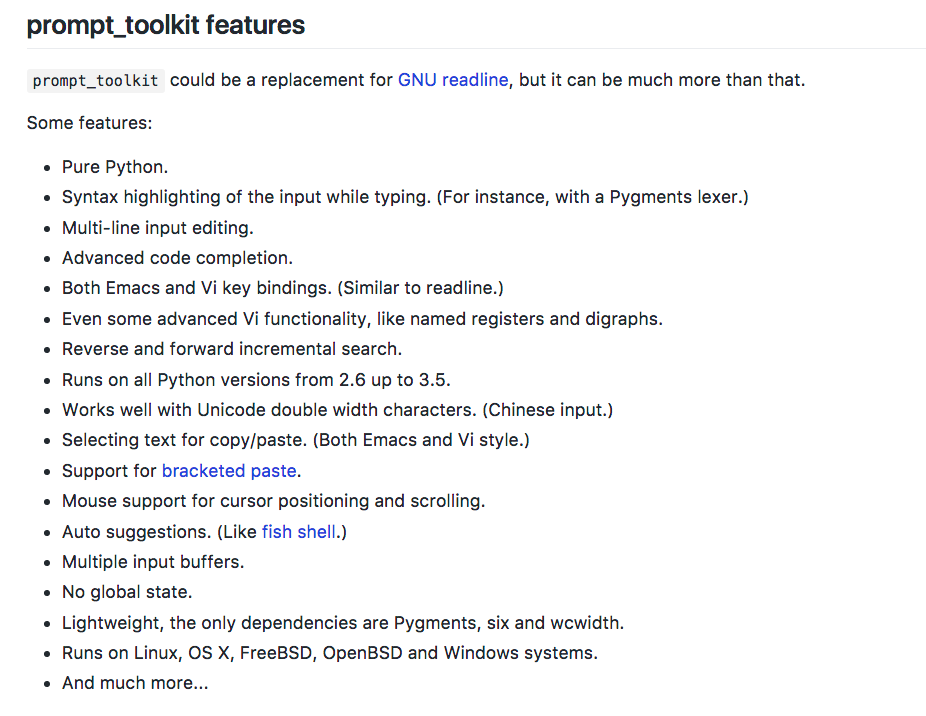 prompt_toolkit features
prompt_toolkit could be a replacement for GNU readline, but it can be much more than that.
Some features:
• Pure Python.
• Syntax highlighting of the input while typing. (For instance, with a Pygments lexer.)
• Multi-line input editing.
• Advanced code completion.
• Both Emacs and Vi key bindings. (Similar to readline.)
• Even some advanced Vi functionality, like named registers and digraphs.
• Reverse and forward incremental search.
• Runs on all Python versions from 2.6 up to 3.5.
• Works well with Unicode double width characters. (Chinese input.)
• Selecting text for copy/paste. (Both Emacs and Vi style.)
• Support for bracketed paste.
• Mouse support for cursor positioning and scrolling.
• Auto suggestions. (Like fish shell.)
• Multiple input buffers.
• No global state.
• Lightweight, the only dependencies are Pygments, six and wcwidth.
• Runs on Linux, OS X, FreeBSD, OpenBSD and Windows systems.
• And much more...